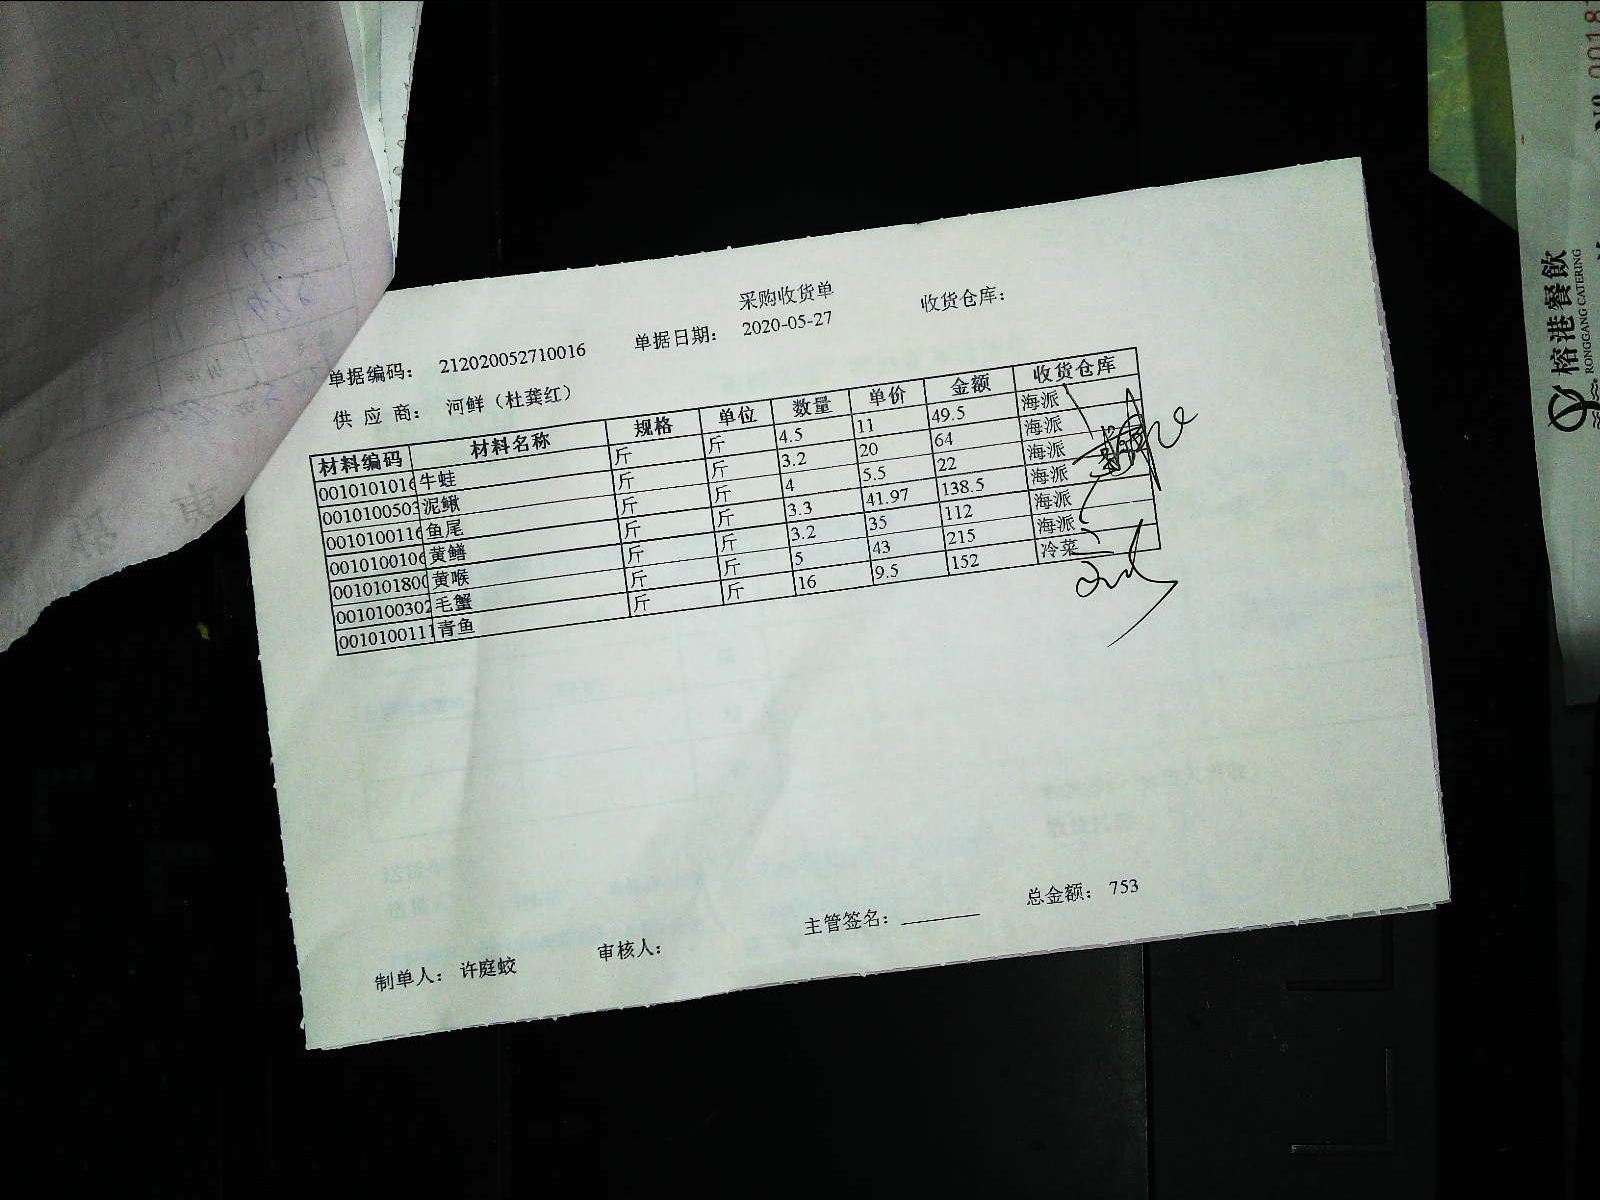 采购收货单
单据编码： 212020052710016 单据日期： 2020-05-27 收货仓库：
供 应 商： 河鲜（杜龚红）
材料编码 材料名称 规格 单位 数量 单价 金额 收货仓库
0010101016 牛蛙 斤 斤 4.5 11 49.5 海派
0010100503 泥鳅 斤 斤 3.2 20 64 海派
0010100116 鱼尾 斤 斤 4 5.5 22 海派
0010100106 黄鳝 斤 斤 3.3 41.97 138.5 海派
0010101800 黄喉 斤 斤 3.2 35 112 海派
0010100302 毛蟹 斤 斤 5 43 215 海派
0010100111 青鱼 斤 斤 16 9.5 152 冷菜
制单人： 许庭蛟 审核人： 主管签名： 总金额： 753
榕港餐飲
RONGGANG CATERING